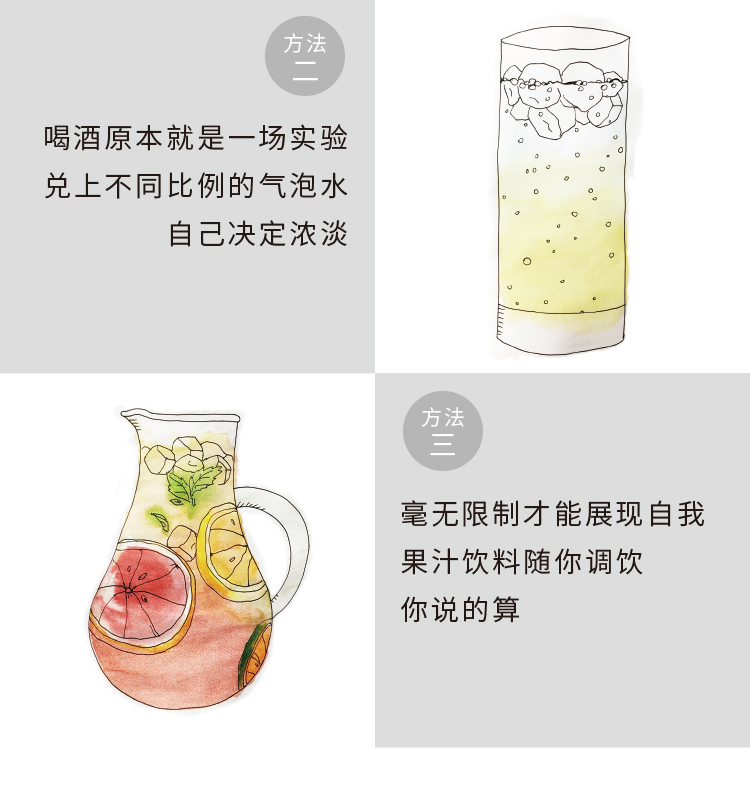 方法
二
喝酒原本就是一场实验
兑上不同比例的气泡水
自己决定浓淡
方法
三
毫无限制才能展现自我
果汁饮料随你调饮
你说的算